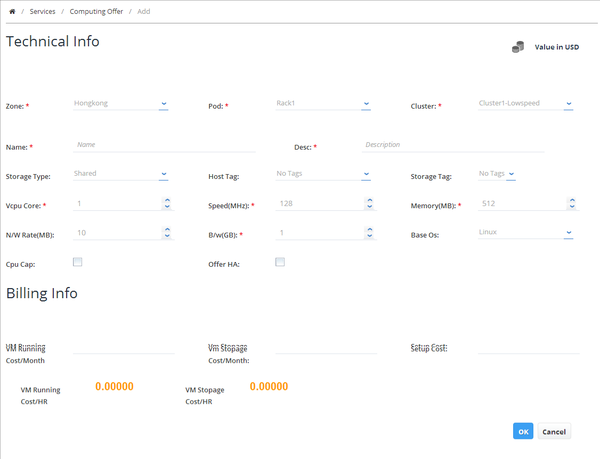 / Services / Computing Offer / Add
Technical Info
Value in USD
Zone: * Hongkong Pod: * Rack1 Cluster: * Cluster1-Lowspeed
Name: * Name Desc: * Description
Storage Type: Shared Host Tag: No Tags Storage Tag: No Tags
Vcpu Core: * 1 Speed(MHz): * 128 Memory(MB): * 512
N/W Rate(MB): 10 B/w(GB): * 1 Base Os: Linux
Cpu Cap: Offer HA:
Billing Info
VM Running Vm Stopage Setup Cost:
Cost/Month Cost/Month:
VM Running 0.00000 VM Stopage 0.00000
Cost/HR Cost/HR
OK Cancel